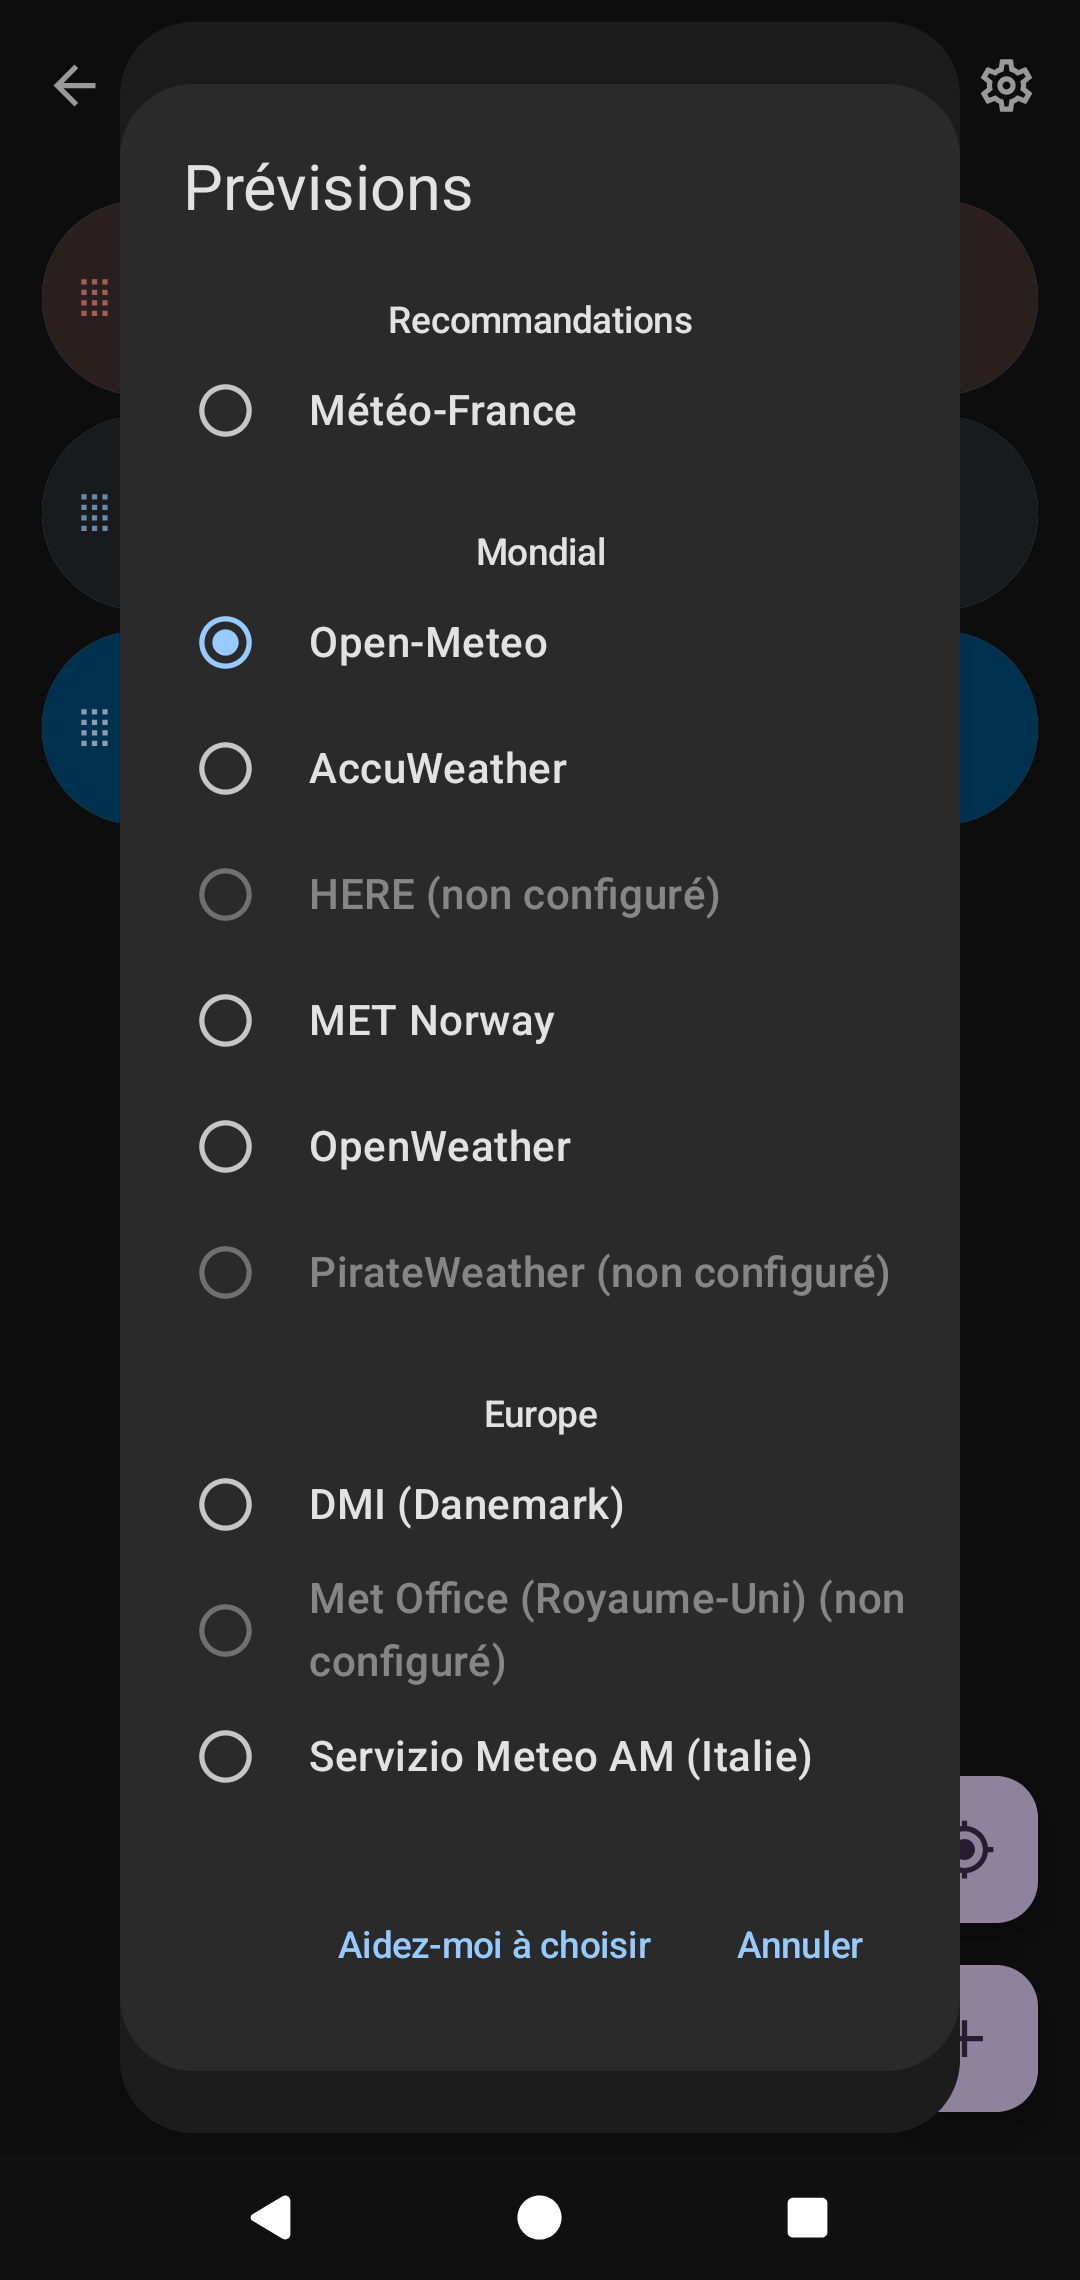 Prévisions
Recommandations
Météo-France
Mondial
Open-Meteo
AccuWeather
HERE (non configuré)
MET Norway
OpenWeather
PirateWeather (non configuré)
Europe
DMI (Danemark)
Met Office (Royaume-Uni) (non
configuré)
Servizio Meteo AM (Italie)
Aidez-moi à choisir
Annuler